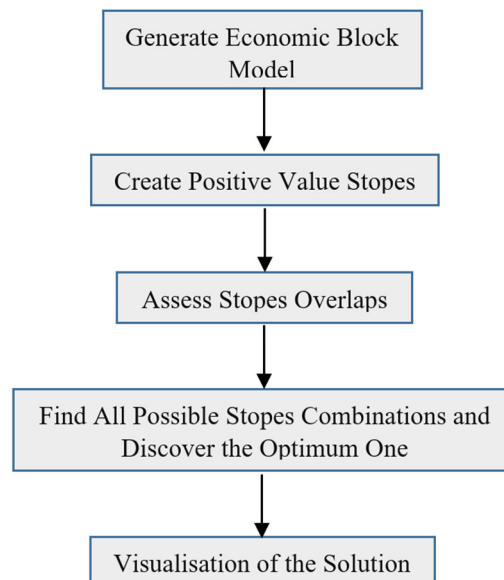 Generate Economic Block
Model
Create Positive Value Stopes
Assess Stopes Overlaps
Find All Possible Stopes Combinations and
Discover the Optimum One
Visualisation of the Solution